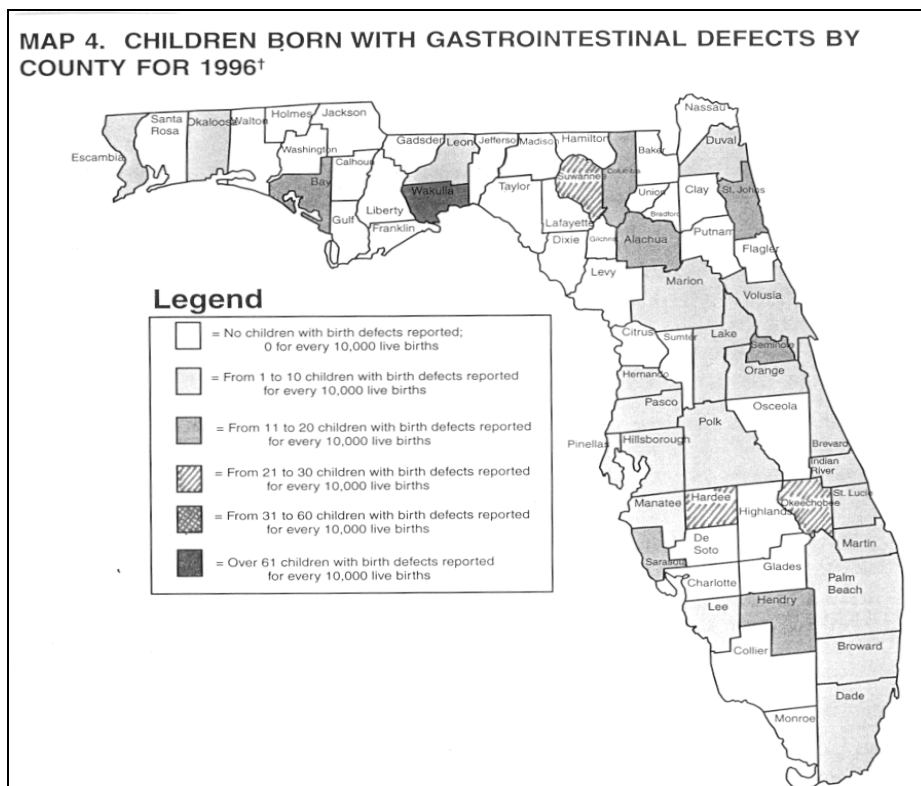 MAP 4. CHILDREN BORN WITH GASTROINTESTINAL DEFECTS BY
COUNTY FOR 1996†
Nassau
Holmes
Jackson
Santa
Rosa
Okaloosa
Walton
Escambia
Washington
Calhoun
Bay
Gulf
Liberty
Franklin
Gadsden
Leon
Wakulla
Jefferson
Madison
Hamilton
Taylor
Suwannee
Columbia
Baker
Duval
Union
Bradford
Clay
St. Johns
Lafayette
Dixie
Gilchrist
Alachua
Putnam
Flagler
Levy
Marion
Volusia
Citrus
Sumter
Lake
Seminole
Orange
Hernando
Pasco
Osceola
Polk
Pinellas
Hillsborough
Brevard
Indian
River
Manatee
Hardee
Highlands
Okeechobee
St. Lucie
De
Soto
Sarasota
Martin
Charlotte
Glades
Palm
Beach
Lee
Hendry
Collier
Broward
Dade
Monroe
Legend
= No children with birth defects reported;
0 for every 10,000 live births
= From 1 to 10 children with birth defects reported
for every 10,000 live births
= From 11 to 20 children with birth defects reported
for every 10,000 live births
= From 21 to 30 children with birth defects reported
for every 10,000 live births
= From 31 to 60 children with birth defects reported
for every 10,000 live births
= Over 61 children with birth defects reported
for every 10,000 live births